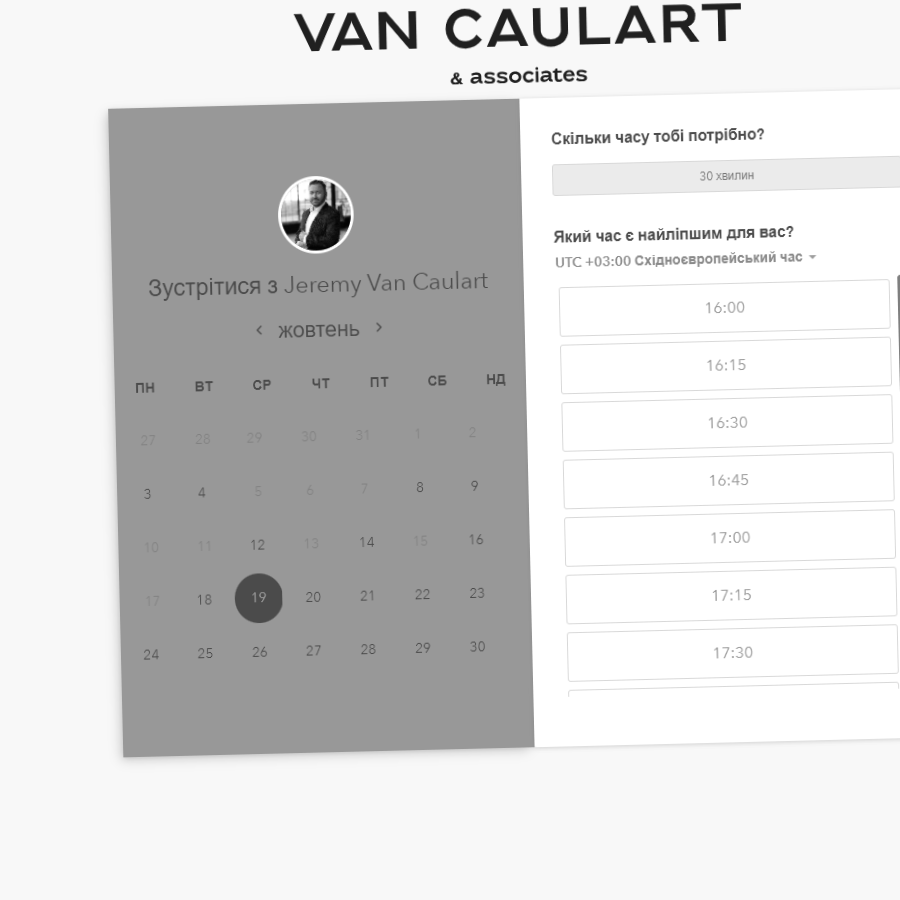 VAN CAULART
& associates
Зустрітися з Jeremy Van Caulart
жовтень
ПН ВТ СР ЧТ ПТ СБ НД
27 28 29 30 31 1 2
3 4 5 6 7 8 9
10 11 12 13 14 15 16
17 18 19 20 21 22 23
24 25 26 27 28 29 30
Скільки часу тобі потрібно?
30 хвилин
Який час є найліпшим для вас?
UTC +03:00 Східноєвропейський час
16:00
16:15
16:30
16:45
17:00
17:15
17:30